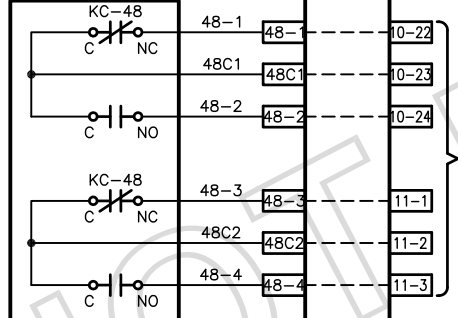 KC-48
C NC 48-1 48-1 10-22
48C1 48C1 10-23
C NO 48-2 48-2 10-24
KC-48
C NC 48-3 48-3 11-1
48C2 48C2 11-2
C NO 48-4 48-4 11-3